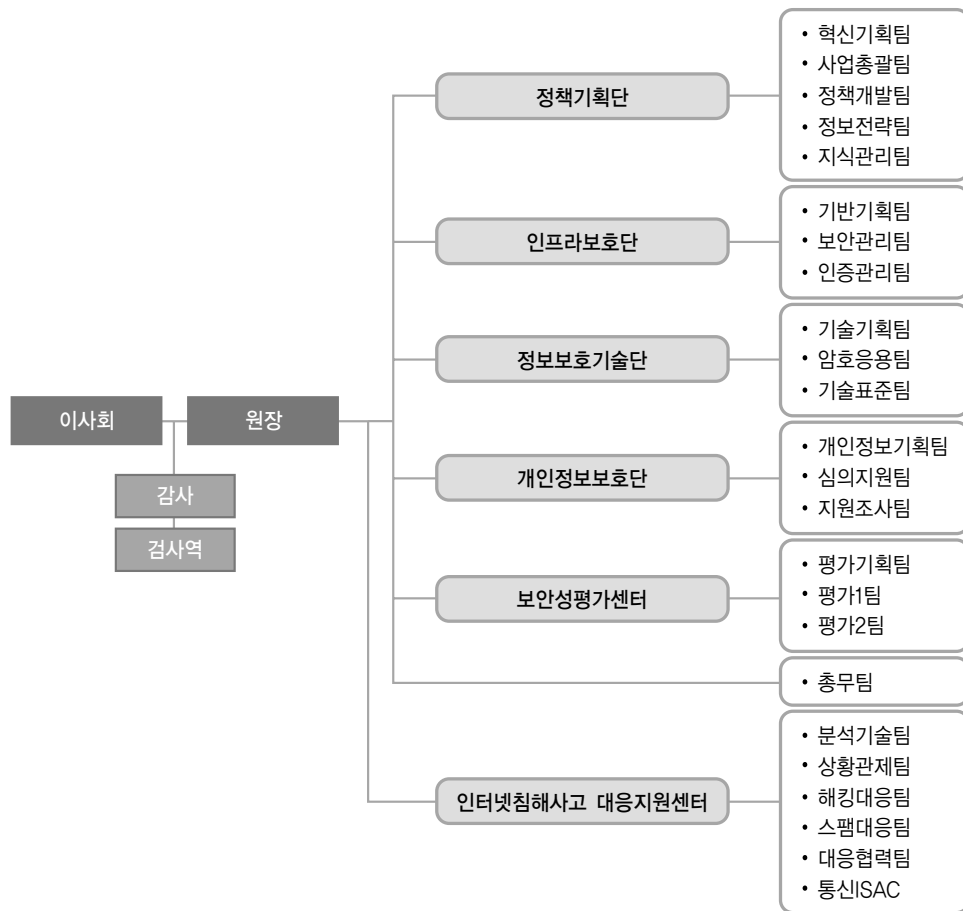 이사회
원장
감사
검사역
정책기획단
• 혁신기획팀
• 사업총괄팀
• 정책개발팀
• 정보전략팀
• 지식관리팀
인프라보호단
• 기반기획팀
• 보안관리팀
• 인증관리팀
정보보호기술단
• 기술기획팀
• 암호응용팀
• 기술표준팀
개인정보보호단
• 개인정보기획팀
• 심의지원팀
• 지원조사팀
보안성평가센터
• 평가기획팀
• 평가1팀
• 평가2팀
• 총무팀
인터넷침해사고 대응지원센터
• 분석기술팀
• 상황관제팀
• 해킹대응팀
• 스팸대응팀
• 대응협력팀
• 통신ISAC